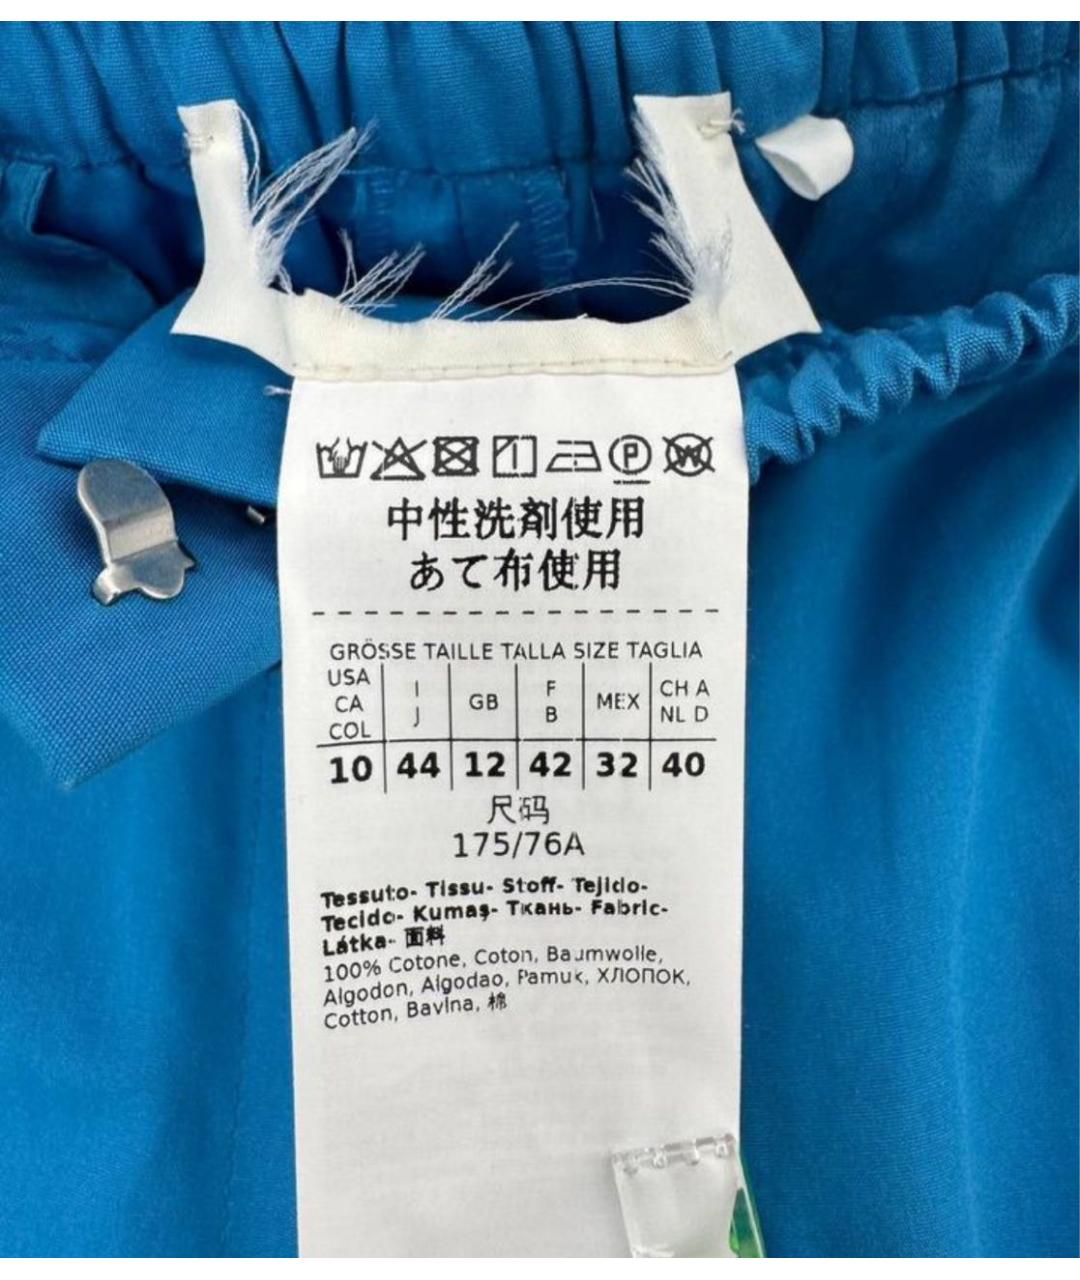 中性洗剤使用
あて布使用
GRÖSSE TAILLE TALLA SIZE TAGLIA
USA CA COL | I J | GB | F B | MEX | CH A NL D
10 | 44 | 12 | 42 | 32 | 40
尺码
175/76A
Tessuto- Tissu- Stoff- Tejido-
Tecido- Kumaş- Ткань- Fabric-
Látka- 面料
100% Cotone, Coton, Baumwolle,
Algodon, Algodao, Pamuk, ХЛОПОК,
Cotton, Bavlna, 棉